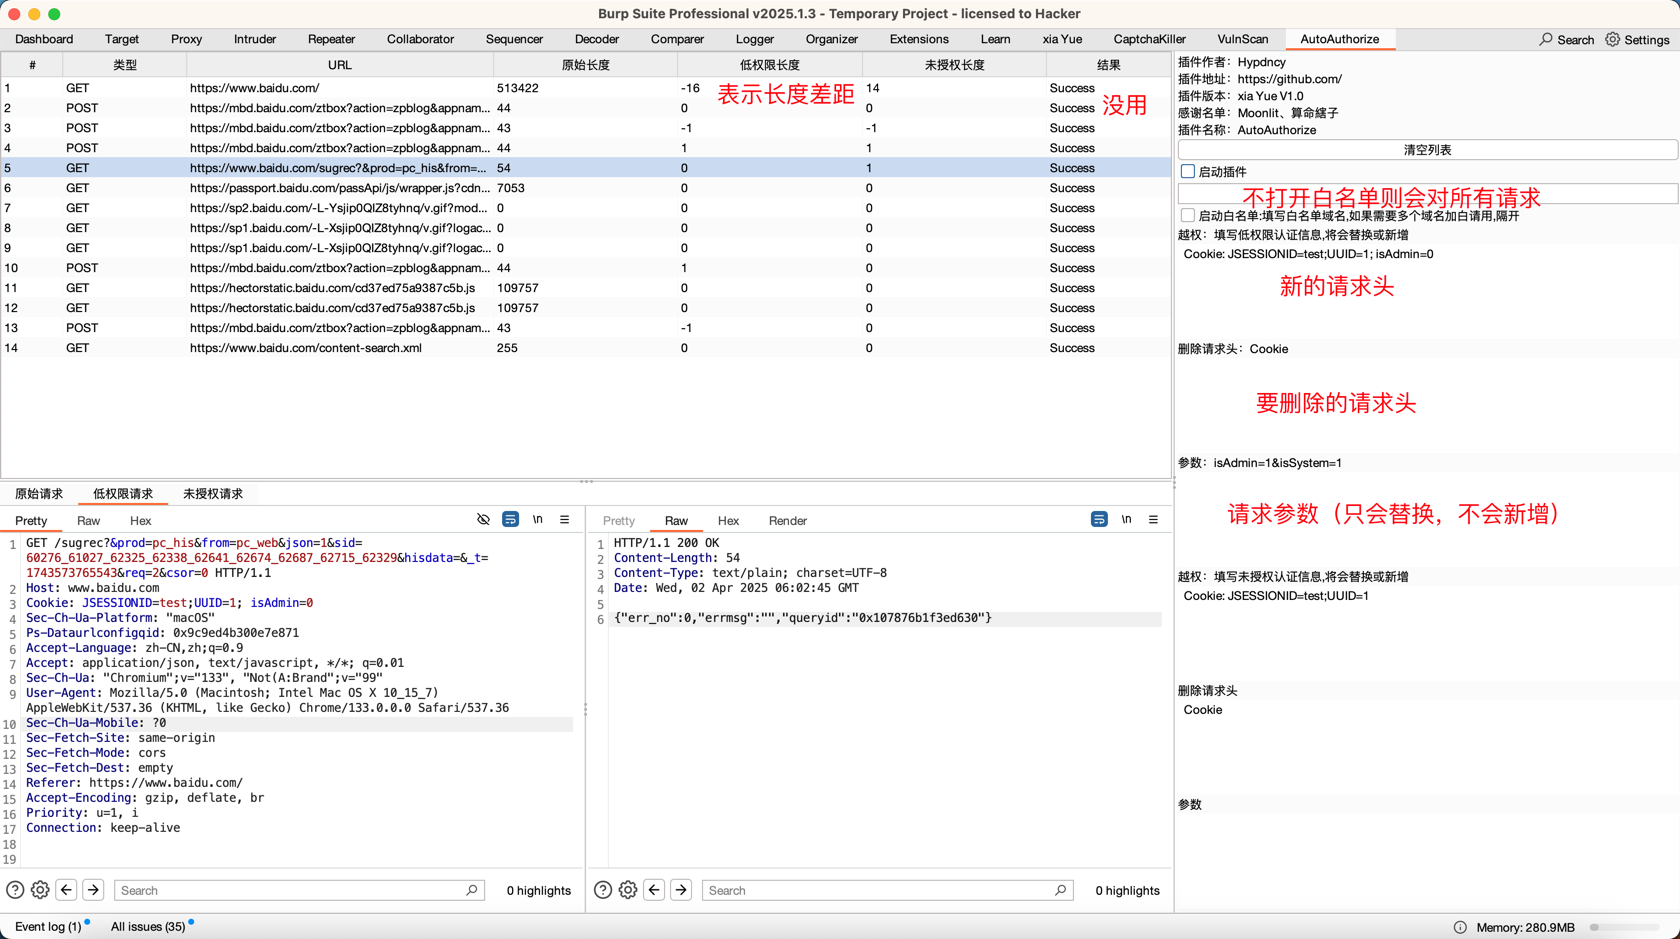 Burp Suite Professional v2025.1.3 - Temporary Project - licensed to Hacker
Dashboard Target Proxy Intruder Repeater Collaborator Sequencer Decoder Comparer Logger Organizer Extensions Learn xia Yue CaptchaKiller VulnScan AutoAuthorize Search Settings
# 类型 URL 原始长度 低权限长度 未授权长度 结果
1 GET https://www.baidu.com/ 513422 -16 14 Success
表示长度差距
没用
2 POST https://mbd.baidu.com/ztbox?action=zpblog&appnam... 44 0 0 Success
3 POST https://mbd.baidu.com/ztbox?action=zpblog&appnam... 43 -1 -1 Success
4 POST https://mbd.baidu.com/ztbox?action=zpblog&appnam... 44 1 1 Success
5 GET https://www.baidu.com/sugrec?&prod=pc_his&from=... 54 0 1 Success
6 GET https://passport.baidu.com/passApi/js/wrapper.js?cdn... 7053 0 0 Success
7 GET https://sp2.baidu.com/-L-Ysjip0QIZ8tyhnq/v.gif?mod... 0 0 0 Success
8 GET https://sp1.baidu.com/-L-Xsjip0QIZ8tyhnq/v.gif?logac... 0 0 0 Success
9 GET https://sp1.baidu.com/-L-Xsjip0QIZ8tyhnq/v.gif?logac... 0 0 0 Success
10 POST https://mbd.baidu.com/ztbox?action=zpblog&appnam... 44 1 0 Success
11 GET https://hectorstatic.baidu.com/cd37ed75a9387c5b.js 109757 0 0 Success
12 GET https://hectorstatic.baidu.com/cd37ed75a9387c5b.js 109757 0 0 Success
13 POST https://mbd.baidu.com/ztbox?action=zpblog&appnam... 43 -1 0 Success
14 GET https://www.baidu.com/content-search.xml 255 0 0 Success
插件作者：Hypdncy
插件地址：https://github.com/
插件版本：xia Yue V1.0
感谢名单：Moonlit、算命縖子
插件名称：AutoAuthorize
清空列表
启动插件
不打开白名单则会对所有请求
启动白名单:填写白名单域名,如果需要多个域名加白请用,隔开
越权：填写低权限认证信息,将会替换或新增
Cookie: JSESSIONID=test;UUID=1; isAdmin=0
新的请求头
删除请求头：Cookie
要删除的请求头
参数：isAdmin=1&isSystem=1
请求参数（只会替换，不会新增）
越权：填写未授权认证信息,将会替换或新增
Cookie: JSESSIONID=test;UUID=1
删除请求头
Cookie
参数
原始请求 低权限请求 未授权请求
Pretty Raw Hex \n
1 GET /sugrec?&prod=pc_his&from=pc_web&json=1&sid=
60276_61027_62325_62338_62641_62674_62687_62715_62329&hisdata=&_t=
1743573765543&req=2&csor=0 HTTP/1.1
2 Host: www.baidu.com
3 Cookie: JSESSIONID=test;UUID=1; isAdmin=0
4 Sec-Ch-Ua-Platform: "macOS"
5 Ps-Dataurlconfigqid: 0x9c9ed4b300e7e871
6 Accept-Language: zh-CN,zh;q=0.9
7 Accept: application/json, text/javascript, */*; q=0.01
8 Sec-Ch-Ua: "Chromium";v="133", "Not(A:Brand";v="99"
9 User-Agent: Mozilla/5.0 (Macintosh; Intel Mac OS X 10_15_7)
AppleWebKit/537.36 (KHTML, like Gecko) Chrome/133.0.0.0 Safari/537.36
10 Sec-Ch-Ua-Mobile: ?0
11 Sec-Fetch-Site: same-origin
12 Sec-Fetch-Mode: cors
13 Sec-Fetch-Dest: empty
14 Referer: https://www.baidu.com/
15 Accept-Encoding: gzip, deflate, br
16 Priority: u=1, i
17 Connection: keep-alive
18
19
Pretty Raw Hex Render \n
1 HTTP/1.1 200 OK
2 Content-Length: 54
3 Content-Type: text/plain; charset=UTF-8
4 Date: Wed, 02 Apr 2025 06:02:45 GMT
5
6 {"err_no":0,"errmsg":"","queryid":"0x107876b1f3ed630"}
Search 0 highlights
Search 0 highlights
Event log (1) All issues (35) Memory: 280.9MB